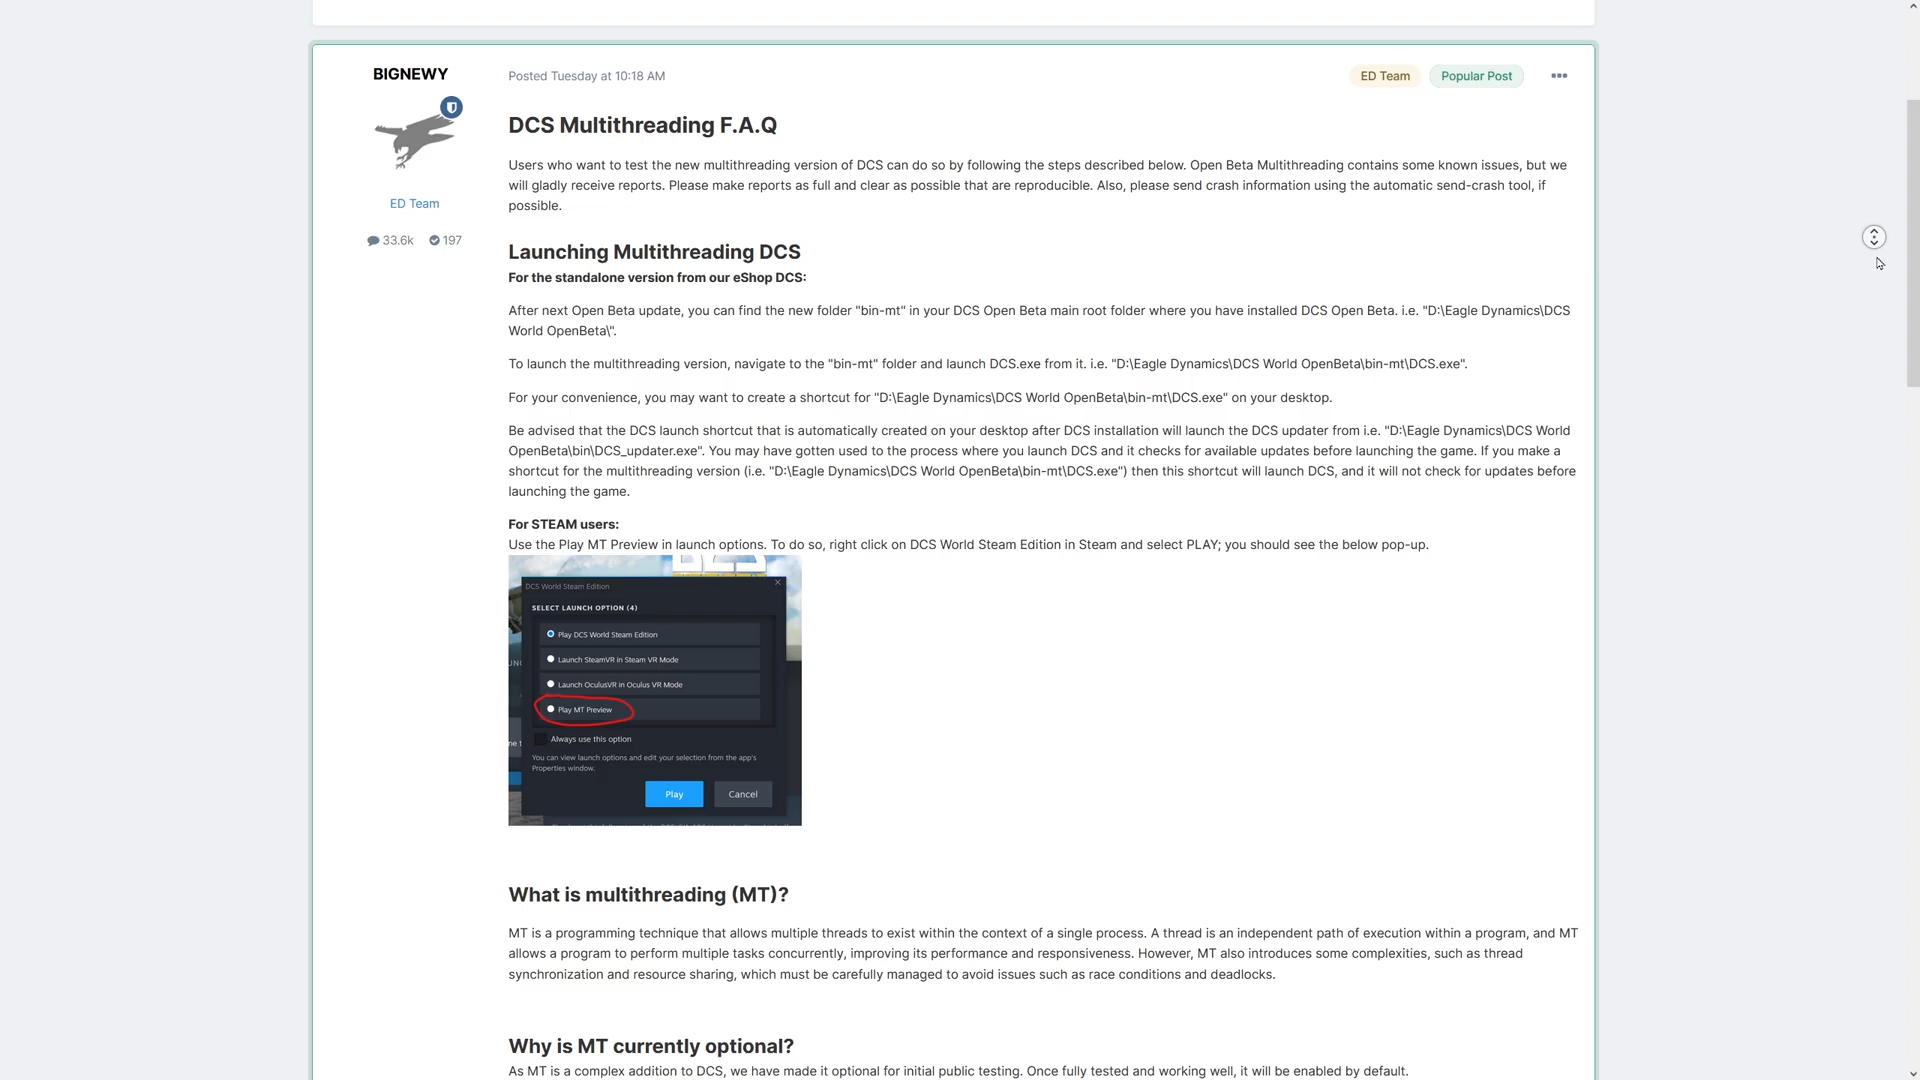 BIGNEWY
Posted Tuesday at 10:18 AM
ED Team
Popular Post
ED Team
33.6k
197
DCS Multithreading F.A.Q
Users who want to test the new multithreading version of DCS can do so by following the steps described below. Open Beta Multithreading contains some known issues, but we
will gladly receive reports. Please make reports as full and clear as possible that are reproducible. Also, please send crash information using the automatic send-crash tool, if
possible.
Launching Multithreading DCS
For the standalone version from our eShop DCS:
After next Open Beta update, you can find the new folder "bin-mt" in your DCS Open Beta main root folder where you have installed DCS Open Beta. i.e. "D:\Eagle Dynamics\DCS
World OpenBeta\".
To launch the multithreading version, navigate to the "bin-mt" folder and launch DCS.exe from it. i.e. "D:\Eagle Dynamics\DCS World OpenBeta\bin-mt\DCS.exe".
For your convenience, you may want to create a shortcut for "D:\Eagle Dynamics\DCS World OpenBeta\bin-mt\DCS.exe" on your desktop.
Be advised that the DCS launch shortcut that is automatically created on your desktop after DCS installation will launch the DCS updater from i.e. "D:\Eagle Dynamics\DCS World
OpenBeta\bin\DCS_updater.exe". You may have gotten used to the process where you launch DCS and it checks for available updates before launching the game. If you make a
shortcut for the multithreading version (i.e. "D:\Eagle Dynamics\DCS World OpenBeta\bin-mt\DCS.exe") then this shortcut will launch DCS, and it will not check for updates before
launching the game.
For STEAM users:
Use the Play MT Preview in launch options. To do so, right click on DCS World Steam Edition in Steam and select PLAY; you should see the below pop-up.
DCS World Steam Edition
SELECT LAUNCH OPTION (4)
Play DCS World Steam Edition
Launch SteamVR in Steam VR Mode
Launch OculusVR in Oculus VR Mode
Play MT Preview
Always use this option
You can view launch options and edit your selection from the app's
Properties window.
Play
Cancel
What is multithreading (MT)?
MT is a programming technique that allows multiple threads to exist within the context of a single process. A thread is an independent path of execution within a program, and MT
allows a program to perform multiple tasks concurrently, improving its performance and responsiveness. However, MT also introduces some complexities, such as thread
synchronization and resource sharing, which must be carefully managed to avoid issues such as race conditions and deadlocks.
Why is MT currently optional?
As MT is a complex addition to DCS, we have made it optional for initial public testing. Once fully tested and working well, it will be enabled by default.